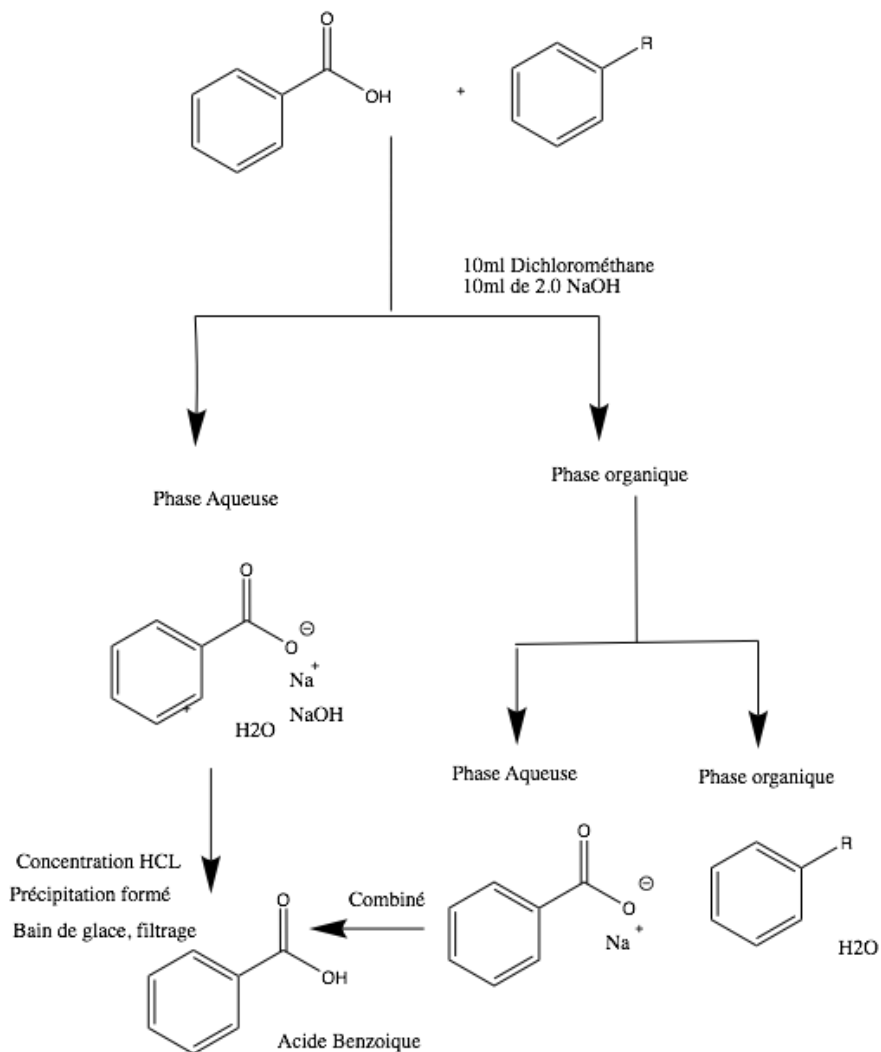 O
OH
+
R
10ml Dichlorométhane
10ml de 2.0 NaOH
Phase Aqueuse
Phase organique
O
O ⊖
Na +
NaOH
+
H2O
Phase Aqueuse
Phase organique
O
O ⊖
Na +
R
H2O
Concentration HCL
Précipitation formé
Bain de glace, filtrage
Combiné
O
OH
Acide Benzoique